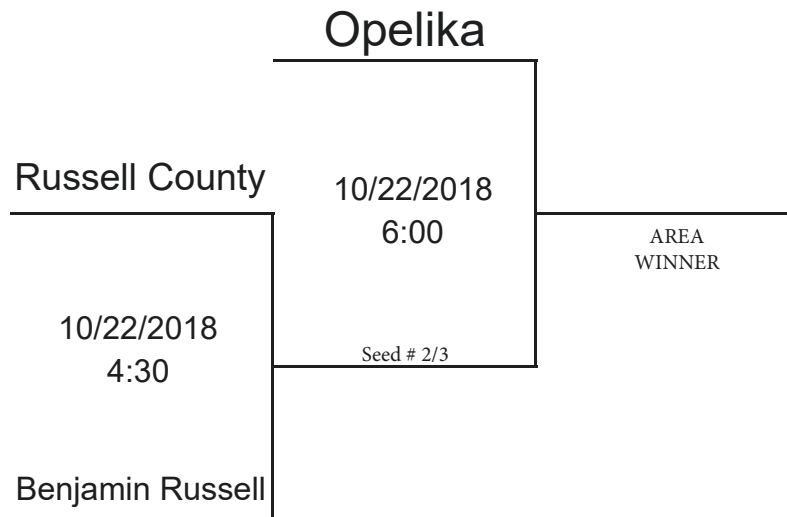 Opelika
Russell County
10/22/2018
6:00
AREA
WINNER
10/22/2018
4:30
Seed # 2/3
Benjamin Russell